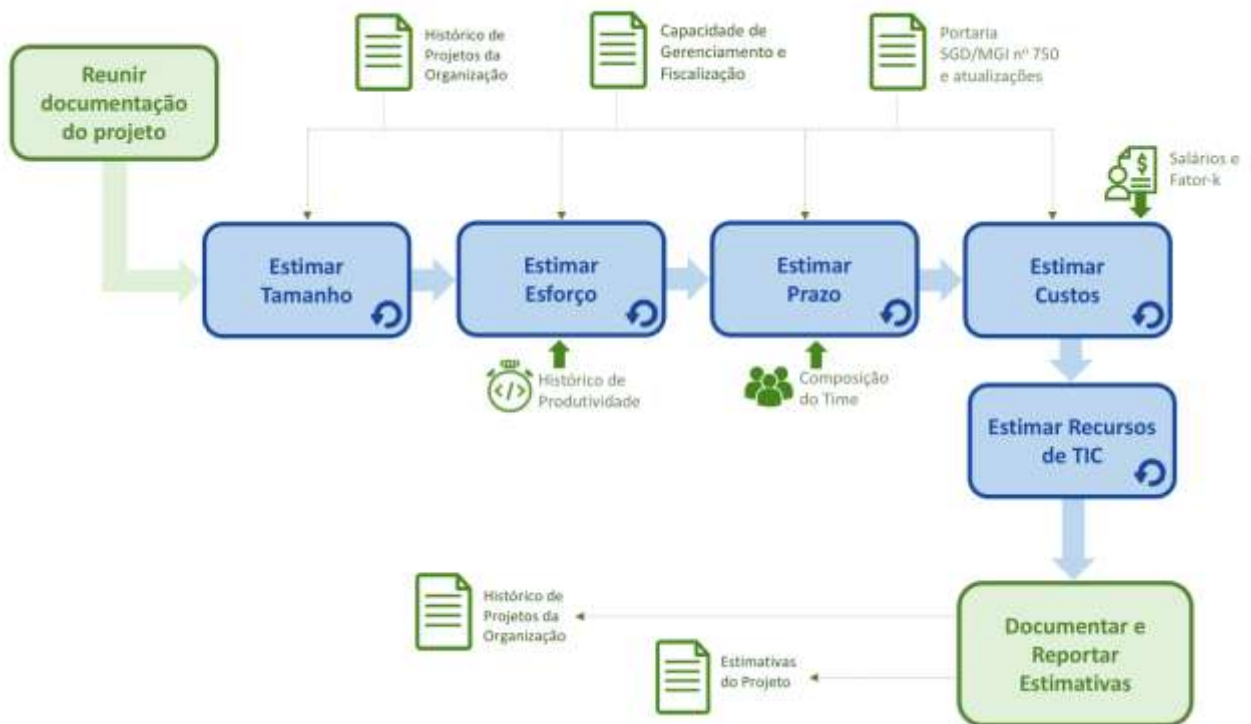 Histórico de
Projetos da
Organização
Capacidade de
Gerenciamento e
Fiscalização
Portaria
SGD/MGI nº 750
e atualizações
Reunir
documentação
do projeto
$
Salários e
Fator-k
Estimar
Tamanho
Estimar
Esforço
Estimar
Prazo
Estimar
Custos
</>
Histórico de
Produtividade
Composição
do Time
Estimar Recursos
de TIC
Histórico de
Projetos da
Organização
Documentar e
Reportar
Estimativas
Estimativas
do Projeto